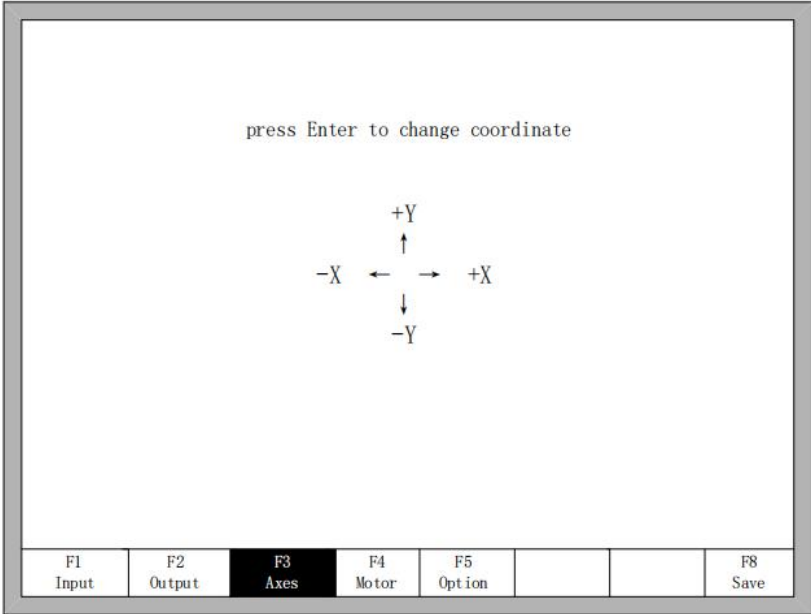 press Enter to change coordinate
+Y
↑
-X ← → +X
↓
-Y
F1 F2 F3 F4 F5 F8
Input Output Axes Motor Option Save